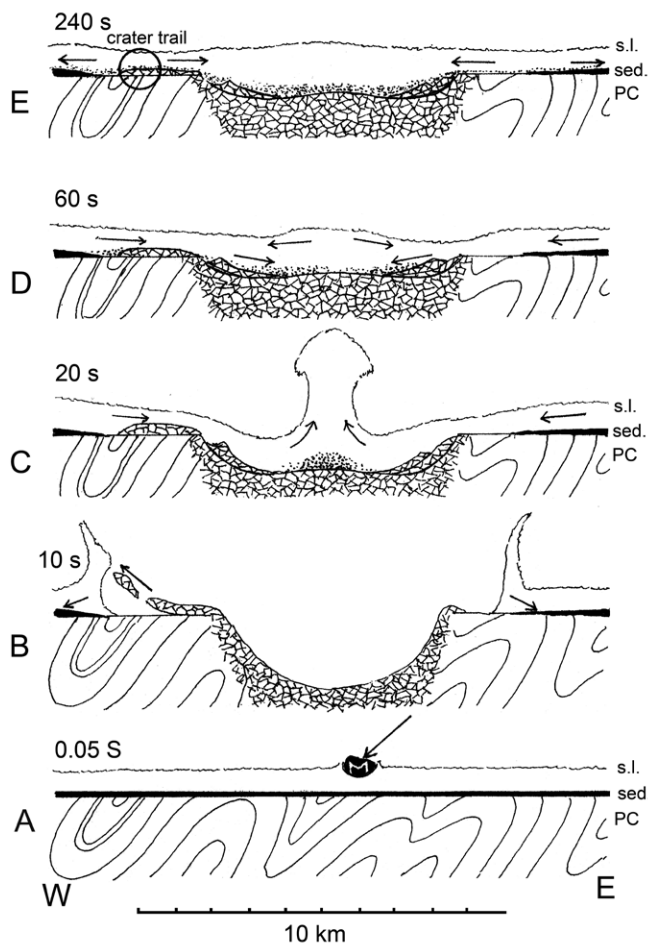 240 s
crater trail
s.l.
sed.
PC
E
60 s
D
20 s
s.l.
sed.
PC
C
10 s
B
0.05 S
M
s.l.
sed
PC
A
W
E
10 km